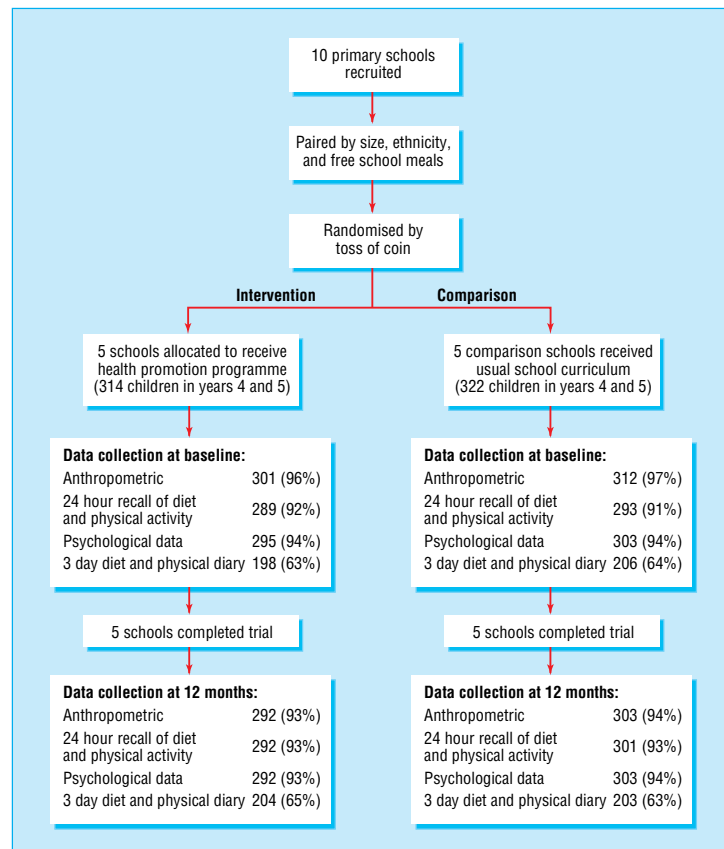 10 primary schools
recruited
Paired by size, ethnicity,
and free school meals
Randomised by
toss of coin
Intervention
Comparison
5 schools allocated to receive
health promotion programme
(314 children in years 4 and 5)
Data collection at baseline:
Anthropometric 301 (96%)
24 hour recall of diet
and physical activity 289 (92%)
Psychological data 295 (94%)
3 day diet and physical diary 198 (63%)
5 schools completed trial
Data collection at 12 months:
Anthropometric 292 (93%)
24 hour recall of diet
and physical activity 292 (93%)
Psychological data 292 (93%)
3 day diet and physical diary 204 (65%)
5 comparison schools received
usual school curriculum
(322 children in years 4 and 5)
Data collection at baseline:
Anthropometric 312 (97%)
24 hour recall of diet
and physical activity 293 (91%)
Psychological data 303 (94%)
3 day diet and physical diary 206 (64%)
5 schools completed trial
Data collection at 12 months:
Anthropometric 303 (94%)
24 hour recall of diet
and physical activity 301 (93%)
Psychological data 303 (94%)
3 day diet and physical diary 203 (63%)